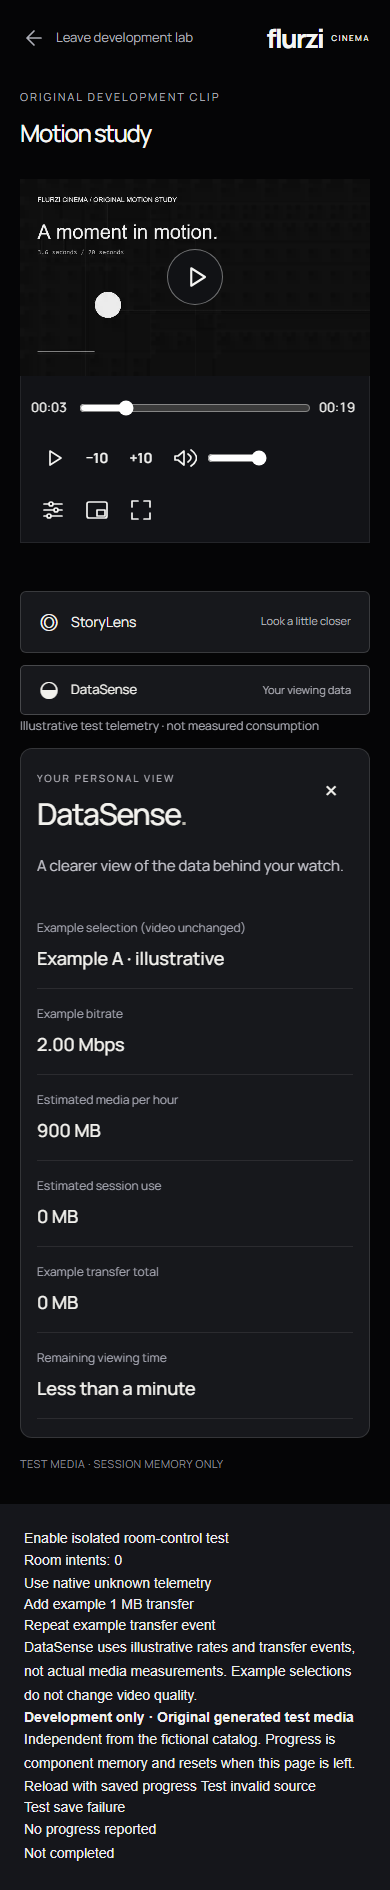 Leave development lab
flurzi CINEMA
ORIGINAL DEVELOPMENT CLIP
Motion study
FLURZI CINEMA / ORIGINAL MOTION STUDY
A moment in motion.
3.6 seconds / 20 seconds
00:03
00:19
−10
+10
StoryLens
Look a little closer
DataSense
Your viewing data
Illustrative test telemetry · not measured consumption
YOUR PERSONAL VIEW
DataSense.
A clearer view of the data behind your watch.
Example selection (video unchanged)
Example A · illustrative
Example bitrate
2.00 Mbps
Estimated media per hour
900 MB
Estimated session use
0 MB
Example transfer total
0 MB
Remaining viewing time
Less than a minute
TEST MEDIA · SESSION MEMORY ONLY
Enable isolated room-control test
Room intents: 0
Use native unknown telemetry
Add example 1 MB transfer
Repeat example transfer event
DataSense uses illustrative rates and transfer events,
not actual media measurements. Example selections
do not change video quality.
Development only · Original generated test media
Independent from the fictional catalog. Progress is
component memory and resets when this page is left.
Reload with saved progress Test invalid source
Test save failure
No progress reported
Not completed